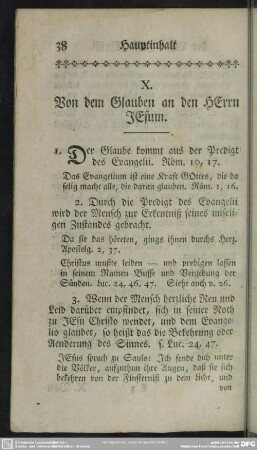 38 Hauptinhalt
X.
Von dem Glauben an den HErrn
JEsum.
1. Der Glaube kommt aus der Predigt
des Evangelii. Röm. 10, 17.
Das Evangelium ist eine Kraft GOttes, die da
selig macht alle, die daran glauben. Röm. 1, 16.
2. Durch die Predigt des Evangelii
wird der Mensch zur Erkentniß seines unseli-
gen Zustandes gebracht.
Da sie das höreten, gings ihnen durchs Herz.
Apostelg. 2, 37.
Christus mußte leiden — und predigen lassen
in seinem Namen Busse und Vergebung der
Sünden. Luc. 24, 46. 47. Siehe auch v. 26.
3. Wenn der Mensch herzliche Reu und
Leid darüber empfindet, sich in seiner Noth
zu JEsu Christo wendet, und dem Evange-
lio glaubet, so heißt das die Bekehrung oder
Aenderung des Sinnes. s. Luc. 24, 47.
JEsus sprach zu Saulo: Ich sende dich unter
die Völker, aufzuthun ihre Augen, daß sie sich
bekehren von der Finsterniß zu dem Licht, und
von